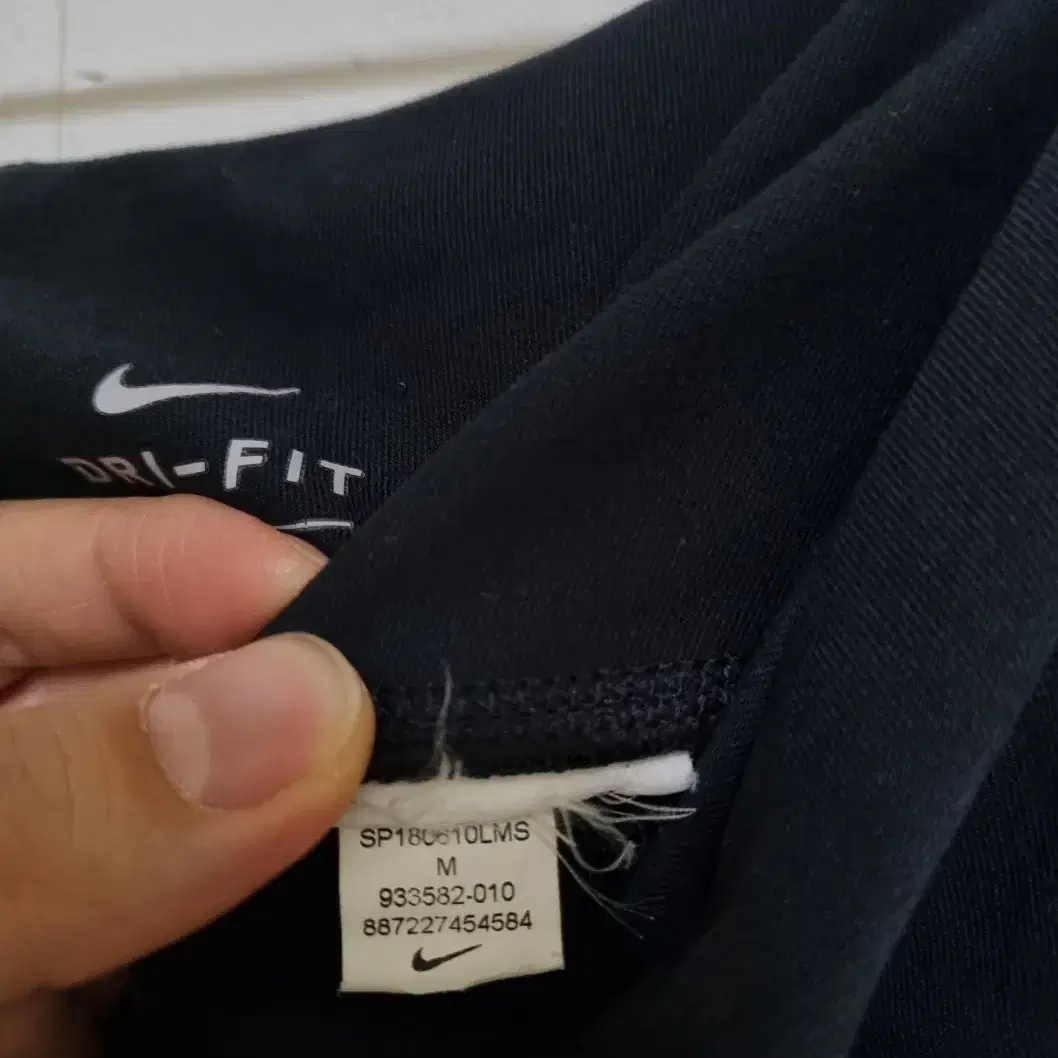 DRI-FIT
SP180610LMS
M
933582-010
887227454584